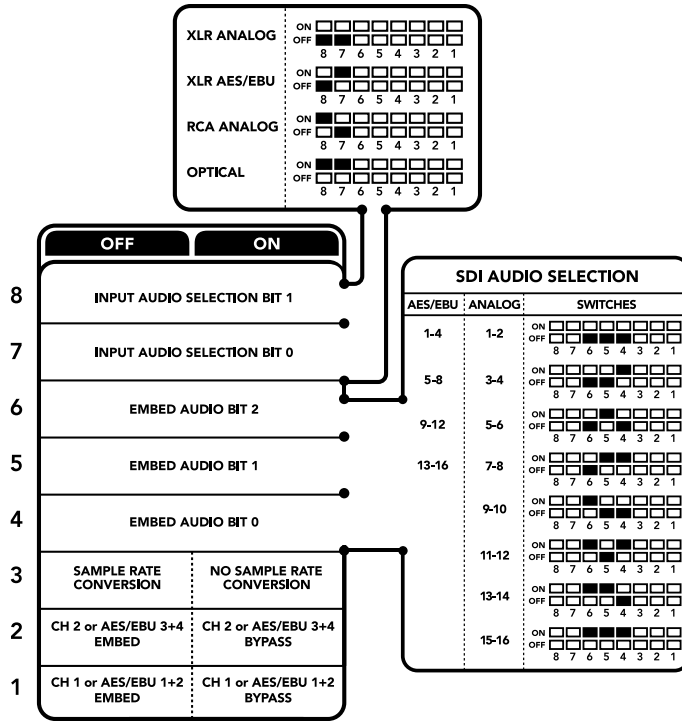 XLR ANALOG
ON
OFF
8 7 6 5 4 3 2 1
XLR AES/EBU
ON
OFF
8 7 6 5 4 3 2 1
RCA ANALOG
ON
OFF
8 7 6 5 4 3 2 1
OPTICAL
ON
OFF
8 7 6 5 4 3 2 1
OFF ON
8 INPUT AUDIO SELECTION BIT 1
7 INPUT AUDIO SELECTION BIT 0
6 EMBED AUDIO BIT 2
5 EMBED AUDIO BIT 1
4 EMBED AUDIO BIT 0
3 SAMPLE RATE CONVERSION NO SAMPLE RATE CONVERSION
2 CH 2 or AES/EBU 3+4 EMBED CH 2 or AES/EBU 3+4 BYPASS
1 CH 1 or AES/EBU 1+2 EMBED CH 1 or AES/EBU 1+2 BYPASS
SDI AUDIO SELECTION
AES/EBU ANALOG SWITCHES
1-4 1-2 ON
OFF
8 7 6 5 4 3 2 1
5-8 3-4 ON
OFF
8 7 6 5 4 3 2 1
9-12 5-6 ON
OFF
8 7 6 5 4 3 2 1
13-16 7-8 ON
OFF
8 7 6 5 4 3 2 1
9-10 ON
OFF
8 7 6 5 4 3 2 1
11-12 ON
OFF
8 7 6 5 4 3 2 1
13-14 ON
OFF
8 7 6 5 4 3 2 1
15-16 ON
OFF
8 7 6 5 4 3 2 1